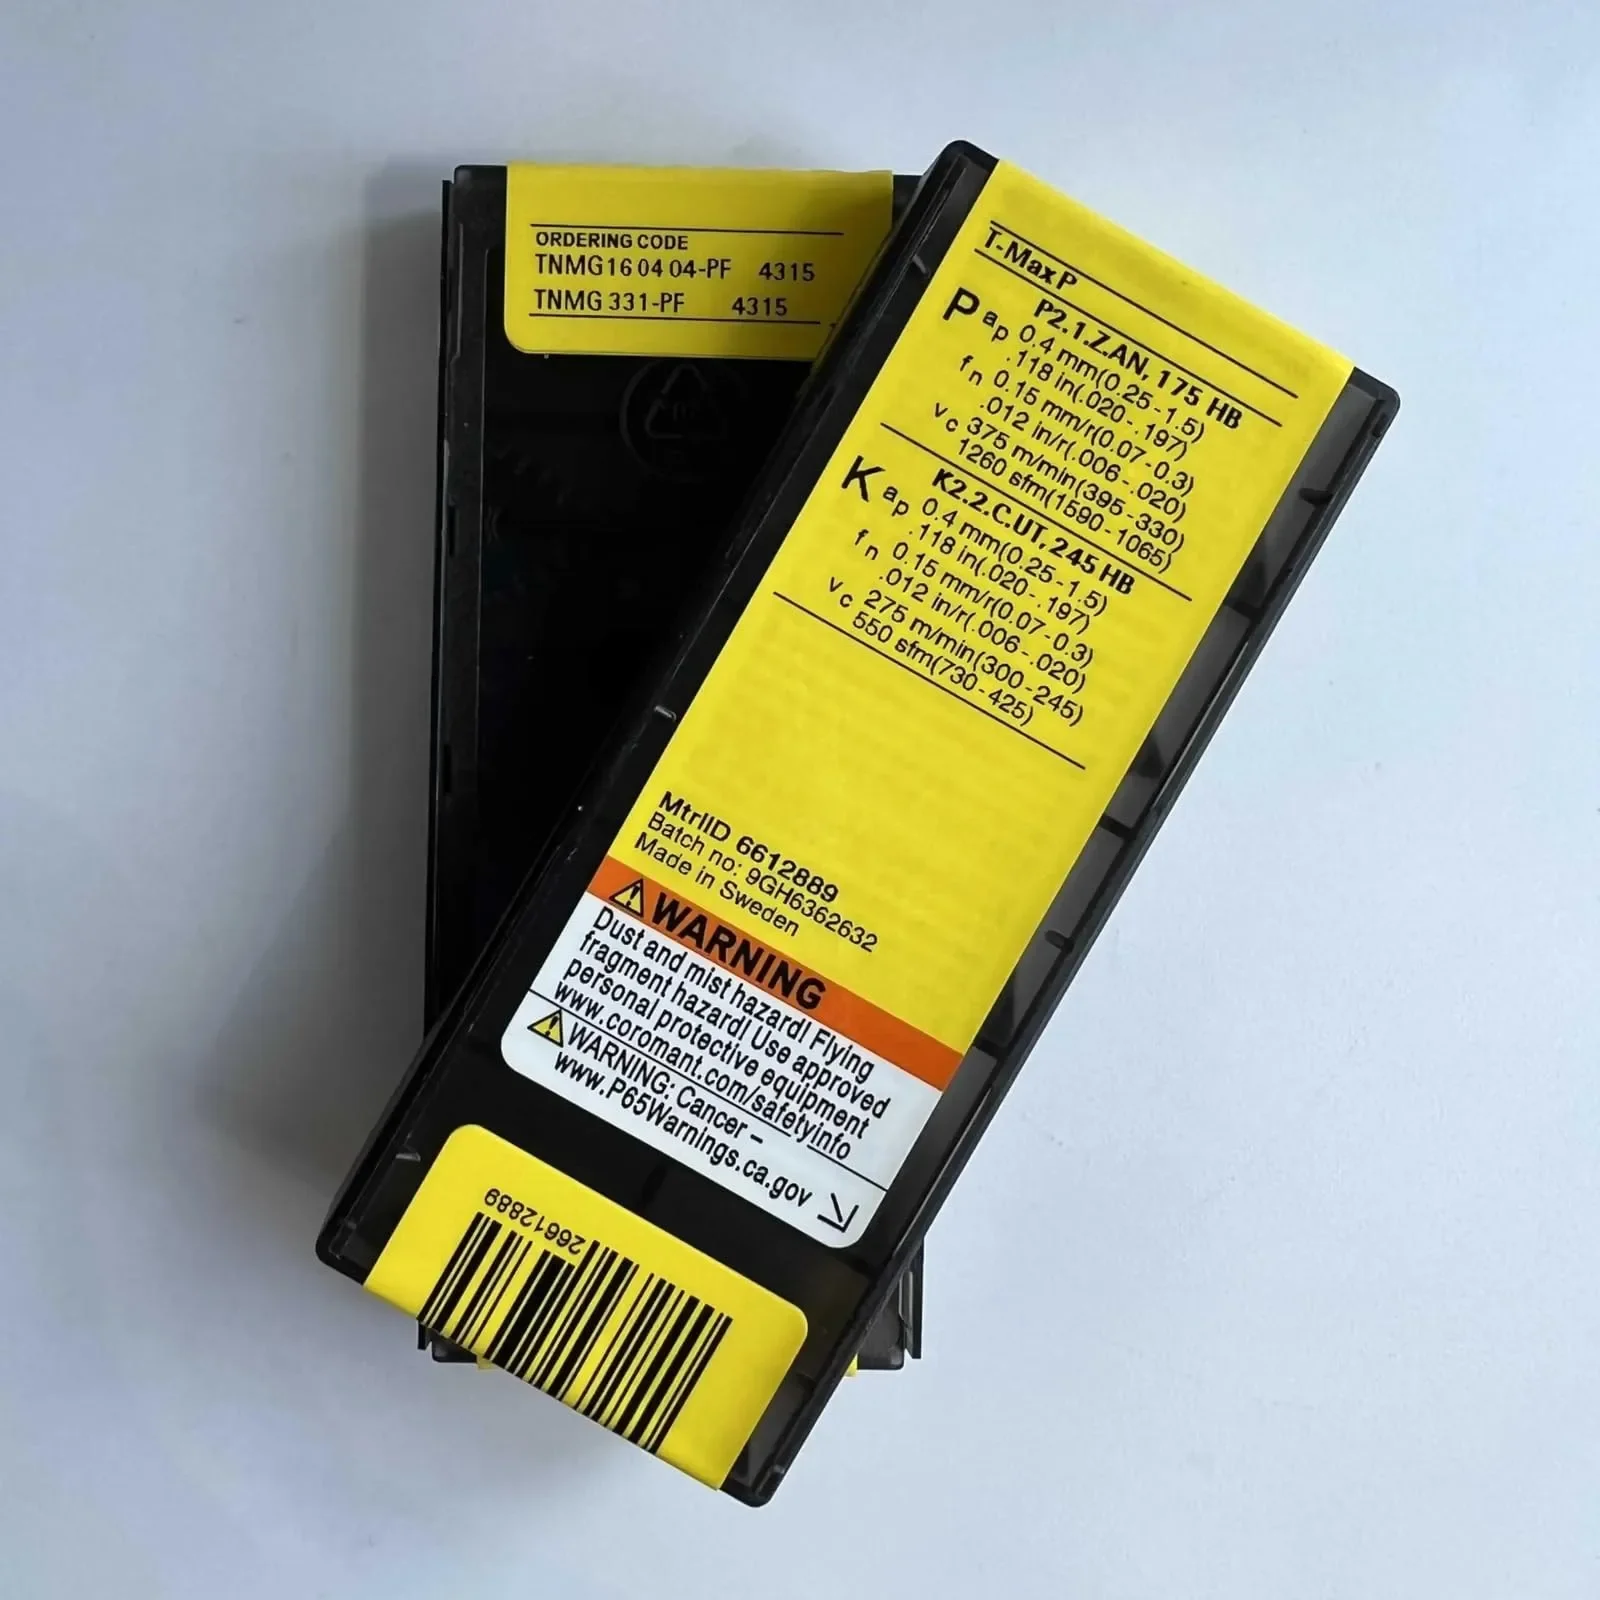 ORDERING CODE
TNMG16 04 04-PF 4315
TNMG 331-PF 4315
T-Max P
P P2.1.Z.AN, 175 HB
ap 0.4 mm(0.25-1.5)
.118 in(.020-.197)
fn 0.15 mm/r(0.07-0.3)
.012 in/r(.006-.020)
vc 375 m/min(395-330)
1260 sfm(1590-1065)
K K2.2.C.UT, 245 HB
ap 0.4 mm(0.25-1.5)
.118 in(.020-.197)
fn 0.15 mm/r(0.07-0.3)
.012 in/r(.006-.020)
vc 275 m/min(300-245)
550 sfm(730-425)
MtrlID 6612889
Batch no: 9GH6362632
Made in Sweden
WARNING
Dust and mist hazard! Flying
fragment hazard! Use approved
personal protective equipment
www.coromant.com/safetyinfo
WARNING: Cancer –
www.P65Warnings.ca.gov
26612889